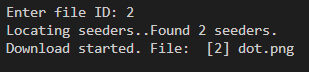 Enter file ID: 2
Locating seeders..Found 2 seeders.
Download started. File:  [2] dot.png